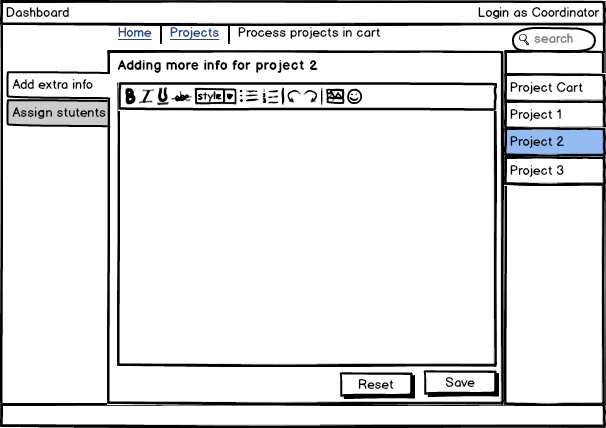 Dashboard
Login as Coordinator
Home | Projects | Process projects in cart
search
Adding more info for project 2
Add extra info
Assign stutents
B I U abc style
Project Cart
Project 1
Project 2
Project 3
Reset
Save